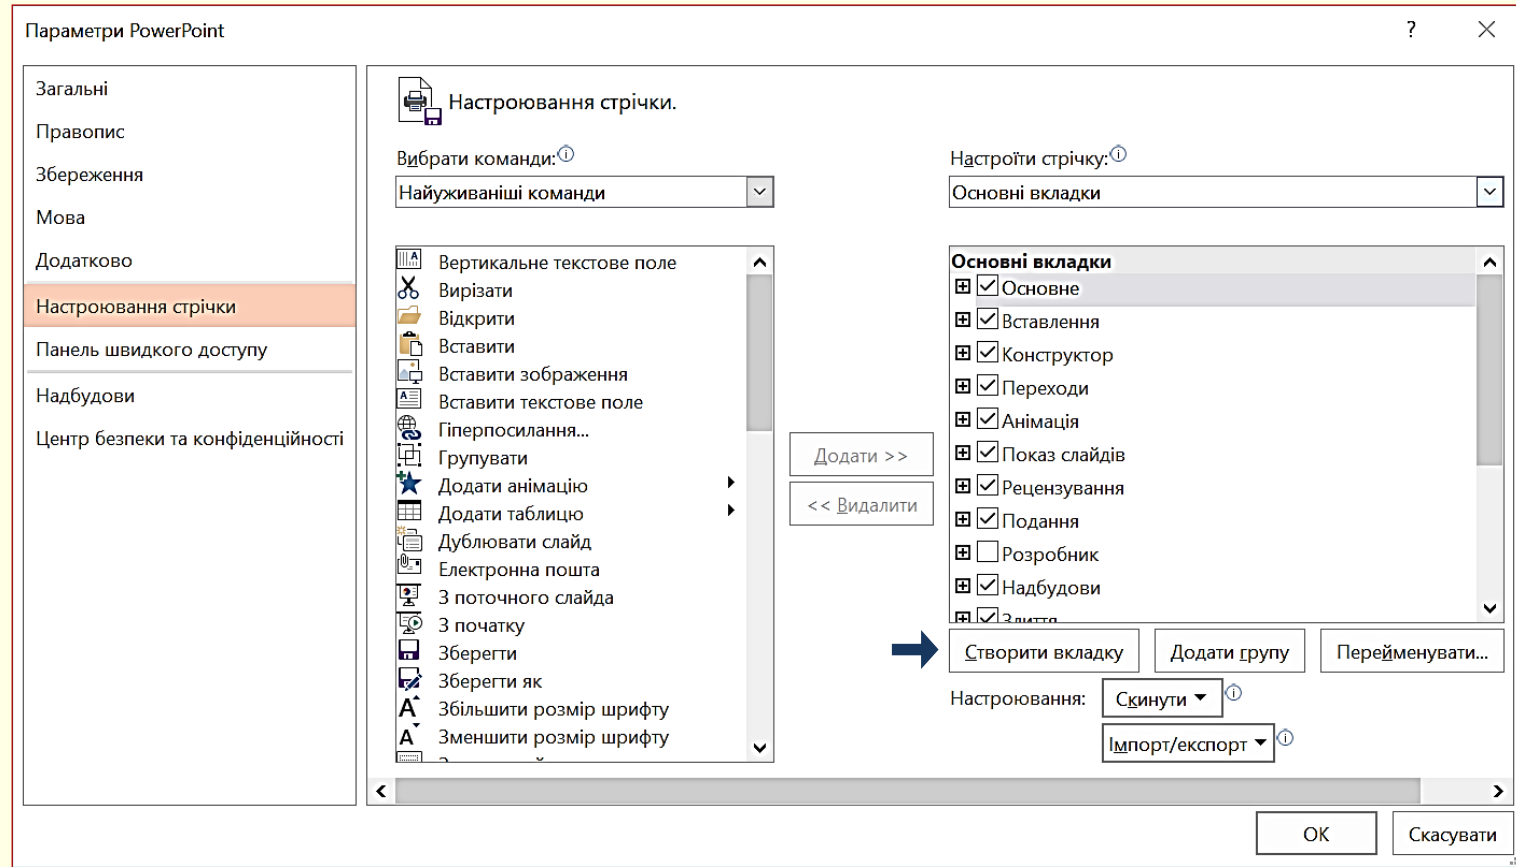 Параметри PowerPoint
?
Загальні
Правопис
Збереження
Мова
Додатково
Настроювання стрічки
Панель швидкого доступу
Надбудови
Центр безпеки та конфіденційності
Настроювання стрічки.
Вибрати команди:
Найуживаніші команди
Вертикальне текстове поле
Вирізати
Відкрити
Вставити
Вставити зображення
Вставити текстове поле
Гіперпосилання...
Групувати
Додати анімацію
Додати таблицю
Дублювати слайд
Електронна пошта
З поточного слайда
З початку
Зберегти
Зберегти як
Збільшити розмір шрифту
Зменшити розмір шрифту
Додати >>
<< Видалити
Настроїти стрічку:
Основні вкладки
Основні вкладки
Основне
Вставлення
Конструктор
Переходи
Анімація
Показ слайдів
Рецензування
Подання
Розробник
Надбудови
Злиття
Створити вкладку
Додати групу
Перейменувати...
Настроювання:
Скинути
Імпорт/експорт
ОК
Скасувати